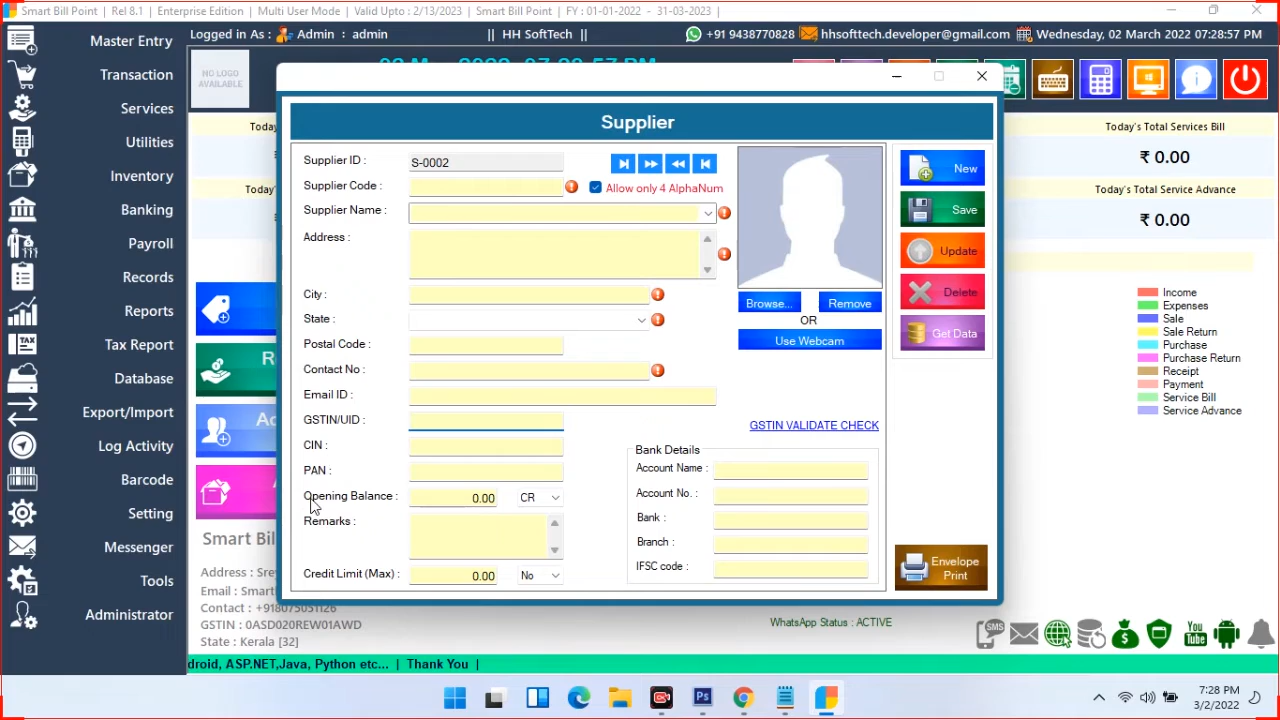 Smart Bill Point | Rel 8.1 | Enterprise Edition | Multi User Mode | Valid Upto : 2/13/2023 | Smart Bill Point | FY : 01-01-2022 - 31-03-2023 |
Logged in As : Admin : admin || HH SoftTech || +91 9438770828 hhsofttech.developer@gmail.com Wednesday, 02 March 2022 07:28:57 PM
Master Entry
Transaction
Services
Utilities
Inventory
Banking
Payroll
Records
Reports
Tax Report
Database
Export/Import
Log Activity
Barcode
Setting
Messenger
Tools
Administrator
NO LOGO
AVAILABLE
Supplier
Supplier ID : S-0002
Supplier Code : Allow only 4 AlphaNum
Supplier Name :
Address :
City :
State :
Postal Code :
Contact No :
Email ID :
GSTIN/UID :
CIN :
PAN :
Opening Balance : 0.00 CR
Remarks :
Credit Limit (Max) : 0.00 No
Browse... Remove
OR
Use Webcam
GSTIN VALIDATE CHECK
Bank Details
Account Name :
Account No. :
Bank :
Branch :
IFSC code :
New
Save
Update
Delete
Get Data
Envelope
Print
Today's Total Services Bill
₹ 0.00
Today's Total Service Advance
₹ 0.00
Income
Expenses
Sale
Sale Return
Purchase
Purchase Return
Receipt
Payment
Service Bill
Service Advance
Smart Bil
Address : Sre
Email : Smart
Contact : +918075051126
GSTIN : 0ASD020REW01AWD
State : Kerala [32]
WhatsApp Status : ACTIVE
SMS
You
Tube
droid, ASP.NET,Java, Python etc... | Thank You |
Ps
7:28 PM
3/2/2022